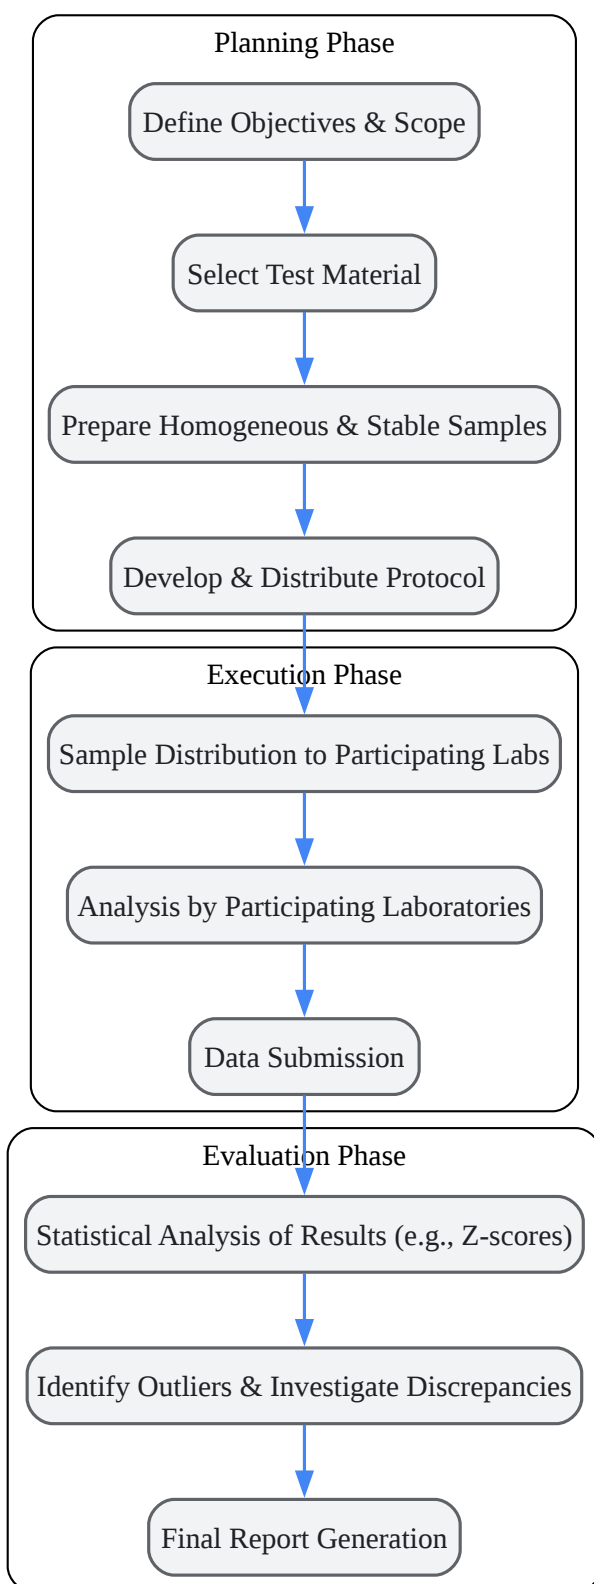 Planning Phase
Define Objectives & Scope
Select Test Material
Prepare Homogeneous & Stable Samples
Develop & Distribute Protocol
Execution Phase
Sample Distribution to Participating Labs
Analysis by Participating Laboratories
Data Submission
Evaluation Phase
Statistical Analysis of Results (e.g., Z-scores)
Identify Outliers & Investigate Discrepancies
Final Report Generation